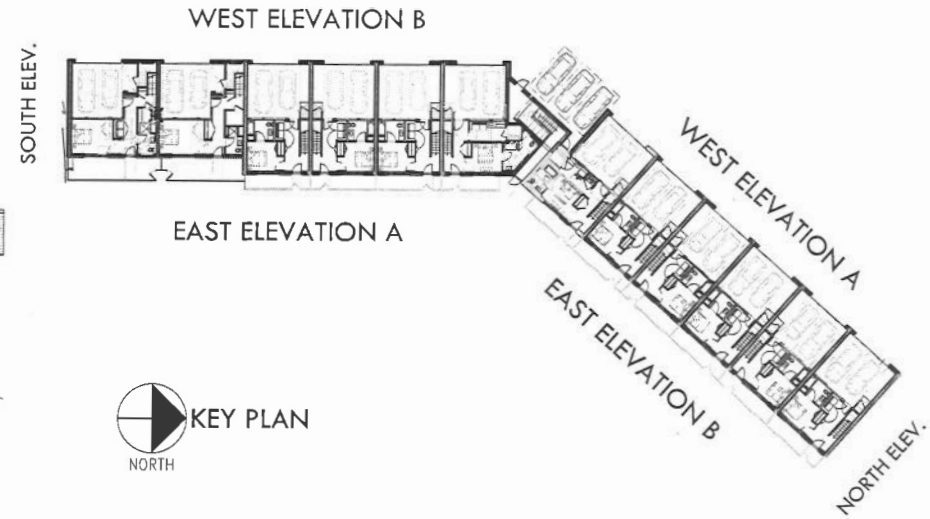 WEST ELEVATION B
SOUTH ELEV.
EAST ELEVATION A
WEST ELEVATION A
EAST ELEVATION B
NORTH ELEV.
KEY PLAN
NORTH